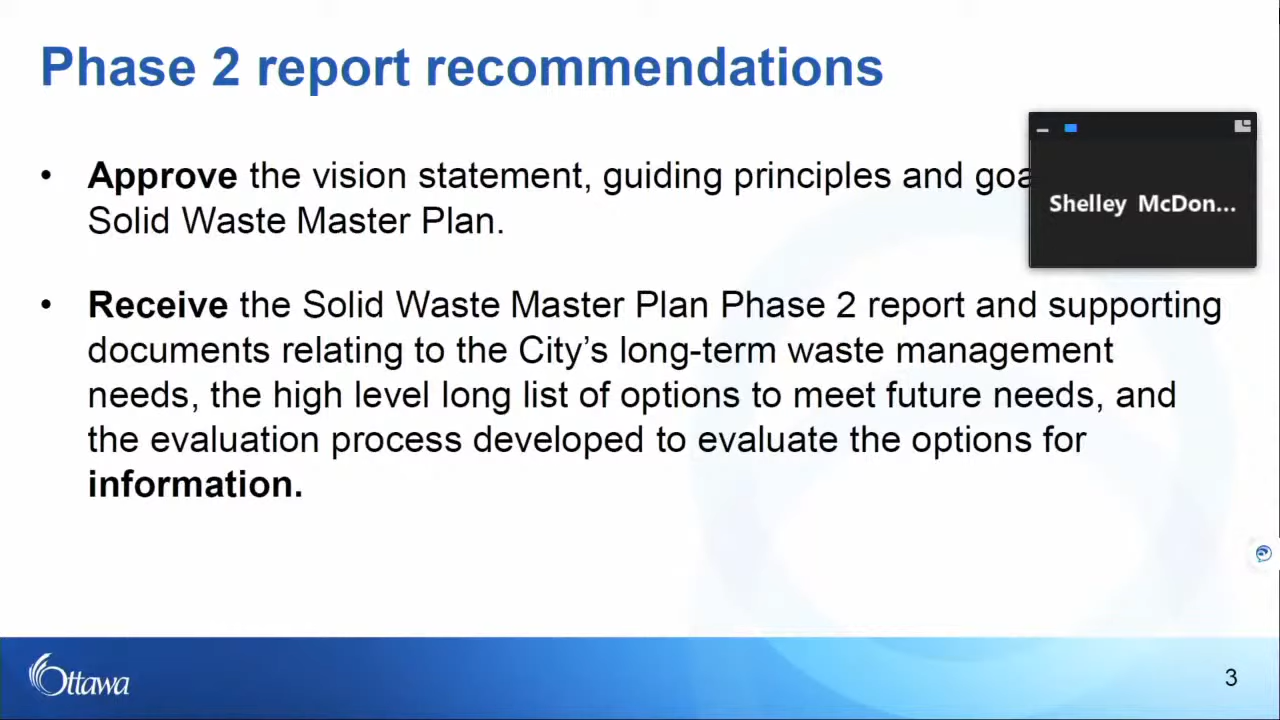 Phase 2 report recommendations
• Approve the vision statement, guiding principles and
Solid Waste Master Plan.
Shelley McDon...
• Receive the Solid Waste Master Plan Phase 2 report and supporting
documents relating to the City’s long-term waste management
needs, the high level long list of options to meet future needs, and
the evaluation process developed to evaluate the options for
information.
Ottawa
3